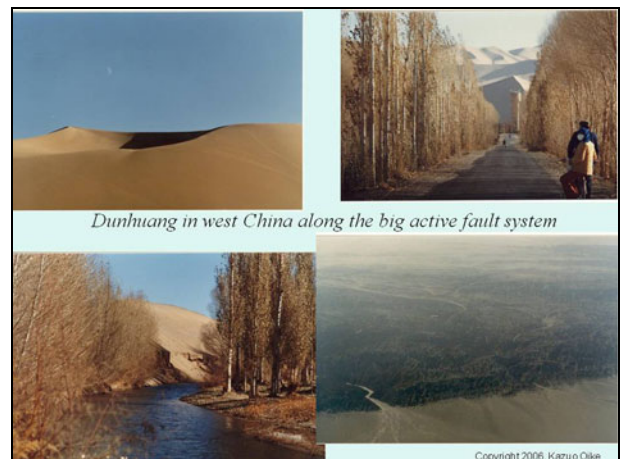 Dunhuang in west China along the big active fault system
Copyright 2006 Kazuo Oike